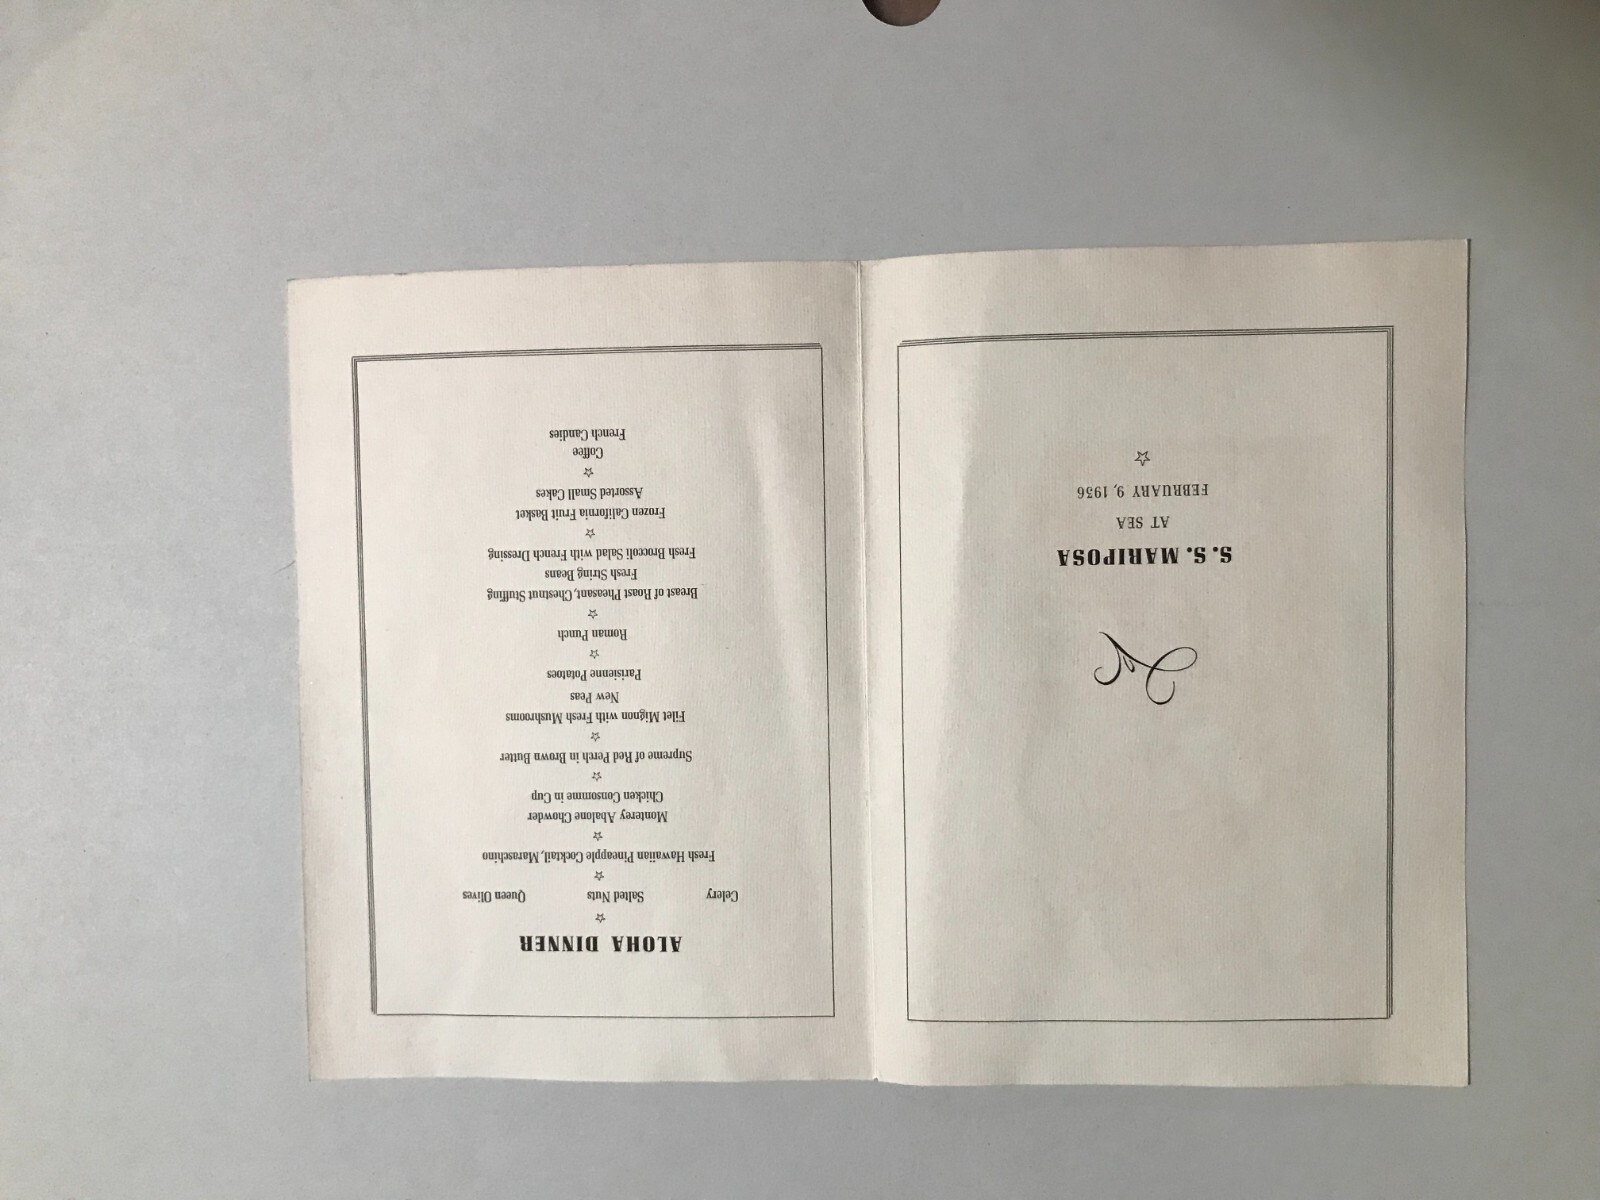 S. S. MARIPOSA
AT SEA
FEBRUARY 9, 1956
ALOHA DINNER
Celery Salted Nuts Queen Olives
Fresh Hawaiian Pineapple Cocktail, Maraschino
Monterey Abalone Chowder
Chicken Consomme in Cup
Supreme of Red Perch in Brown Butter
Filet Mignon with Fresh Mushrooms
New Peas
Parisienne Potatoes
Roman Punch
Breast of Roast Pheasant, Chestnut Stuffing
Fresh String Beans
Fresh Broccoli Salad with French Dressing
Frozen California Fruit Basket
Assorted Small Cakes
Coffee
French Candies